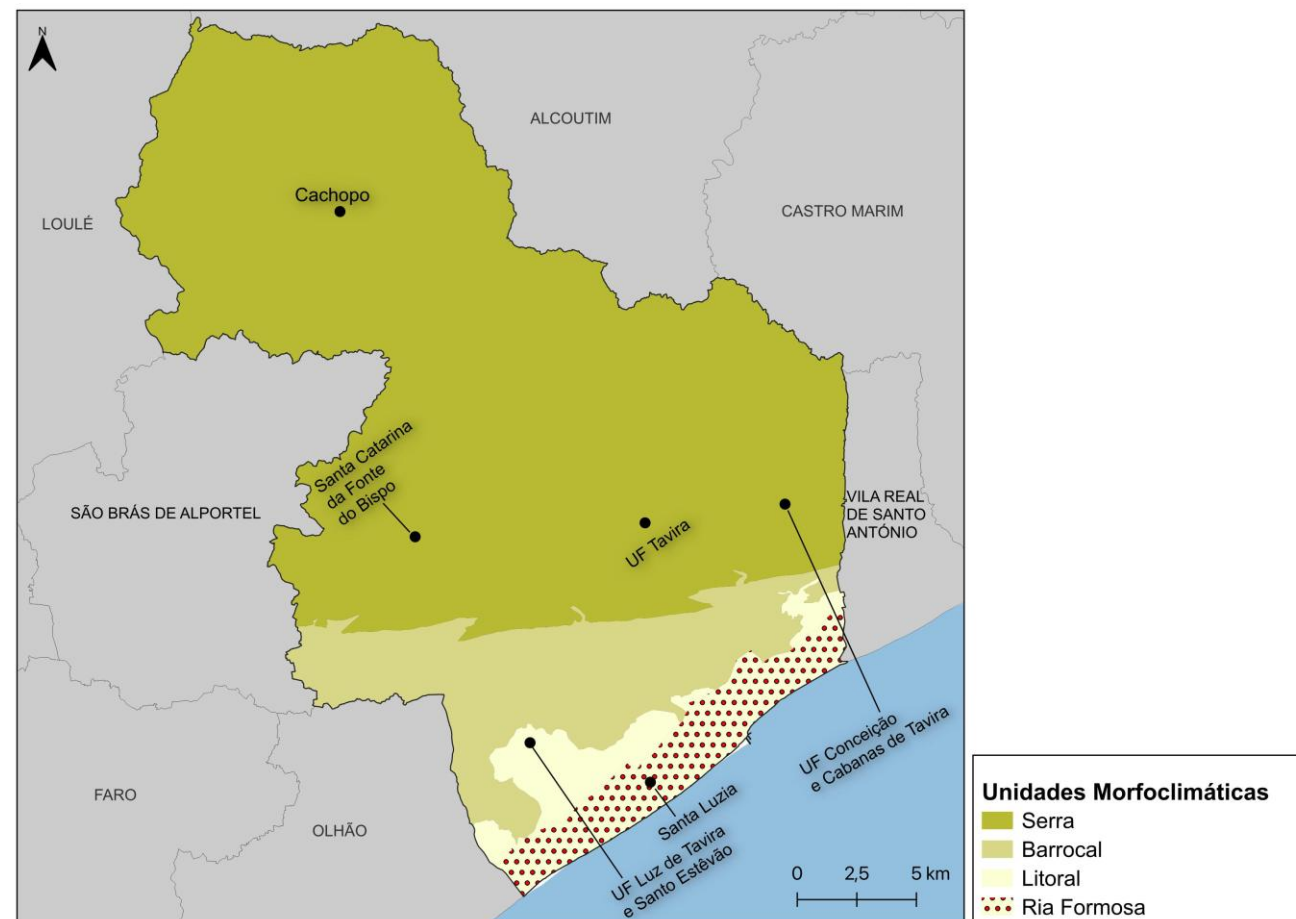 N
ALCOUTIM
Cachopo
CASTRO MARIM
LOULÉ
Santa Catarina
da Fonte
do Bispo
SÃO BRÁS DE ALPORTEL
UF Tavira
VILA REAL
DE SANTO
ANTÓNIO
UF Conceição
e Cabanas de Tavira
FARO
OLHÃO
Santa Luzia
UF Luz de Tavira
e Santo Estêvão
0 2,5 5 km
Unidades Morfoclimáticas
Serra
Barrocal
Litoral
Ria Formosa